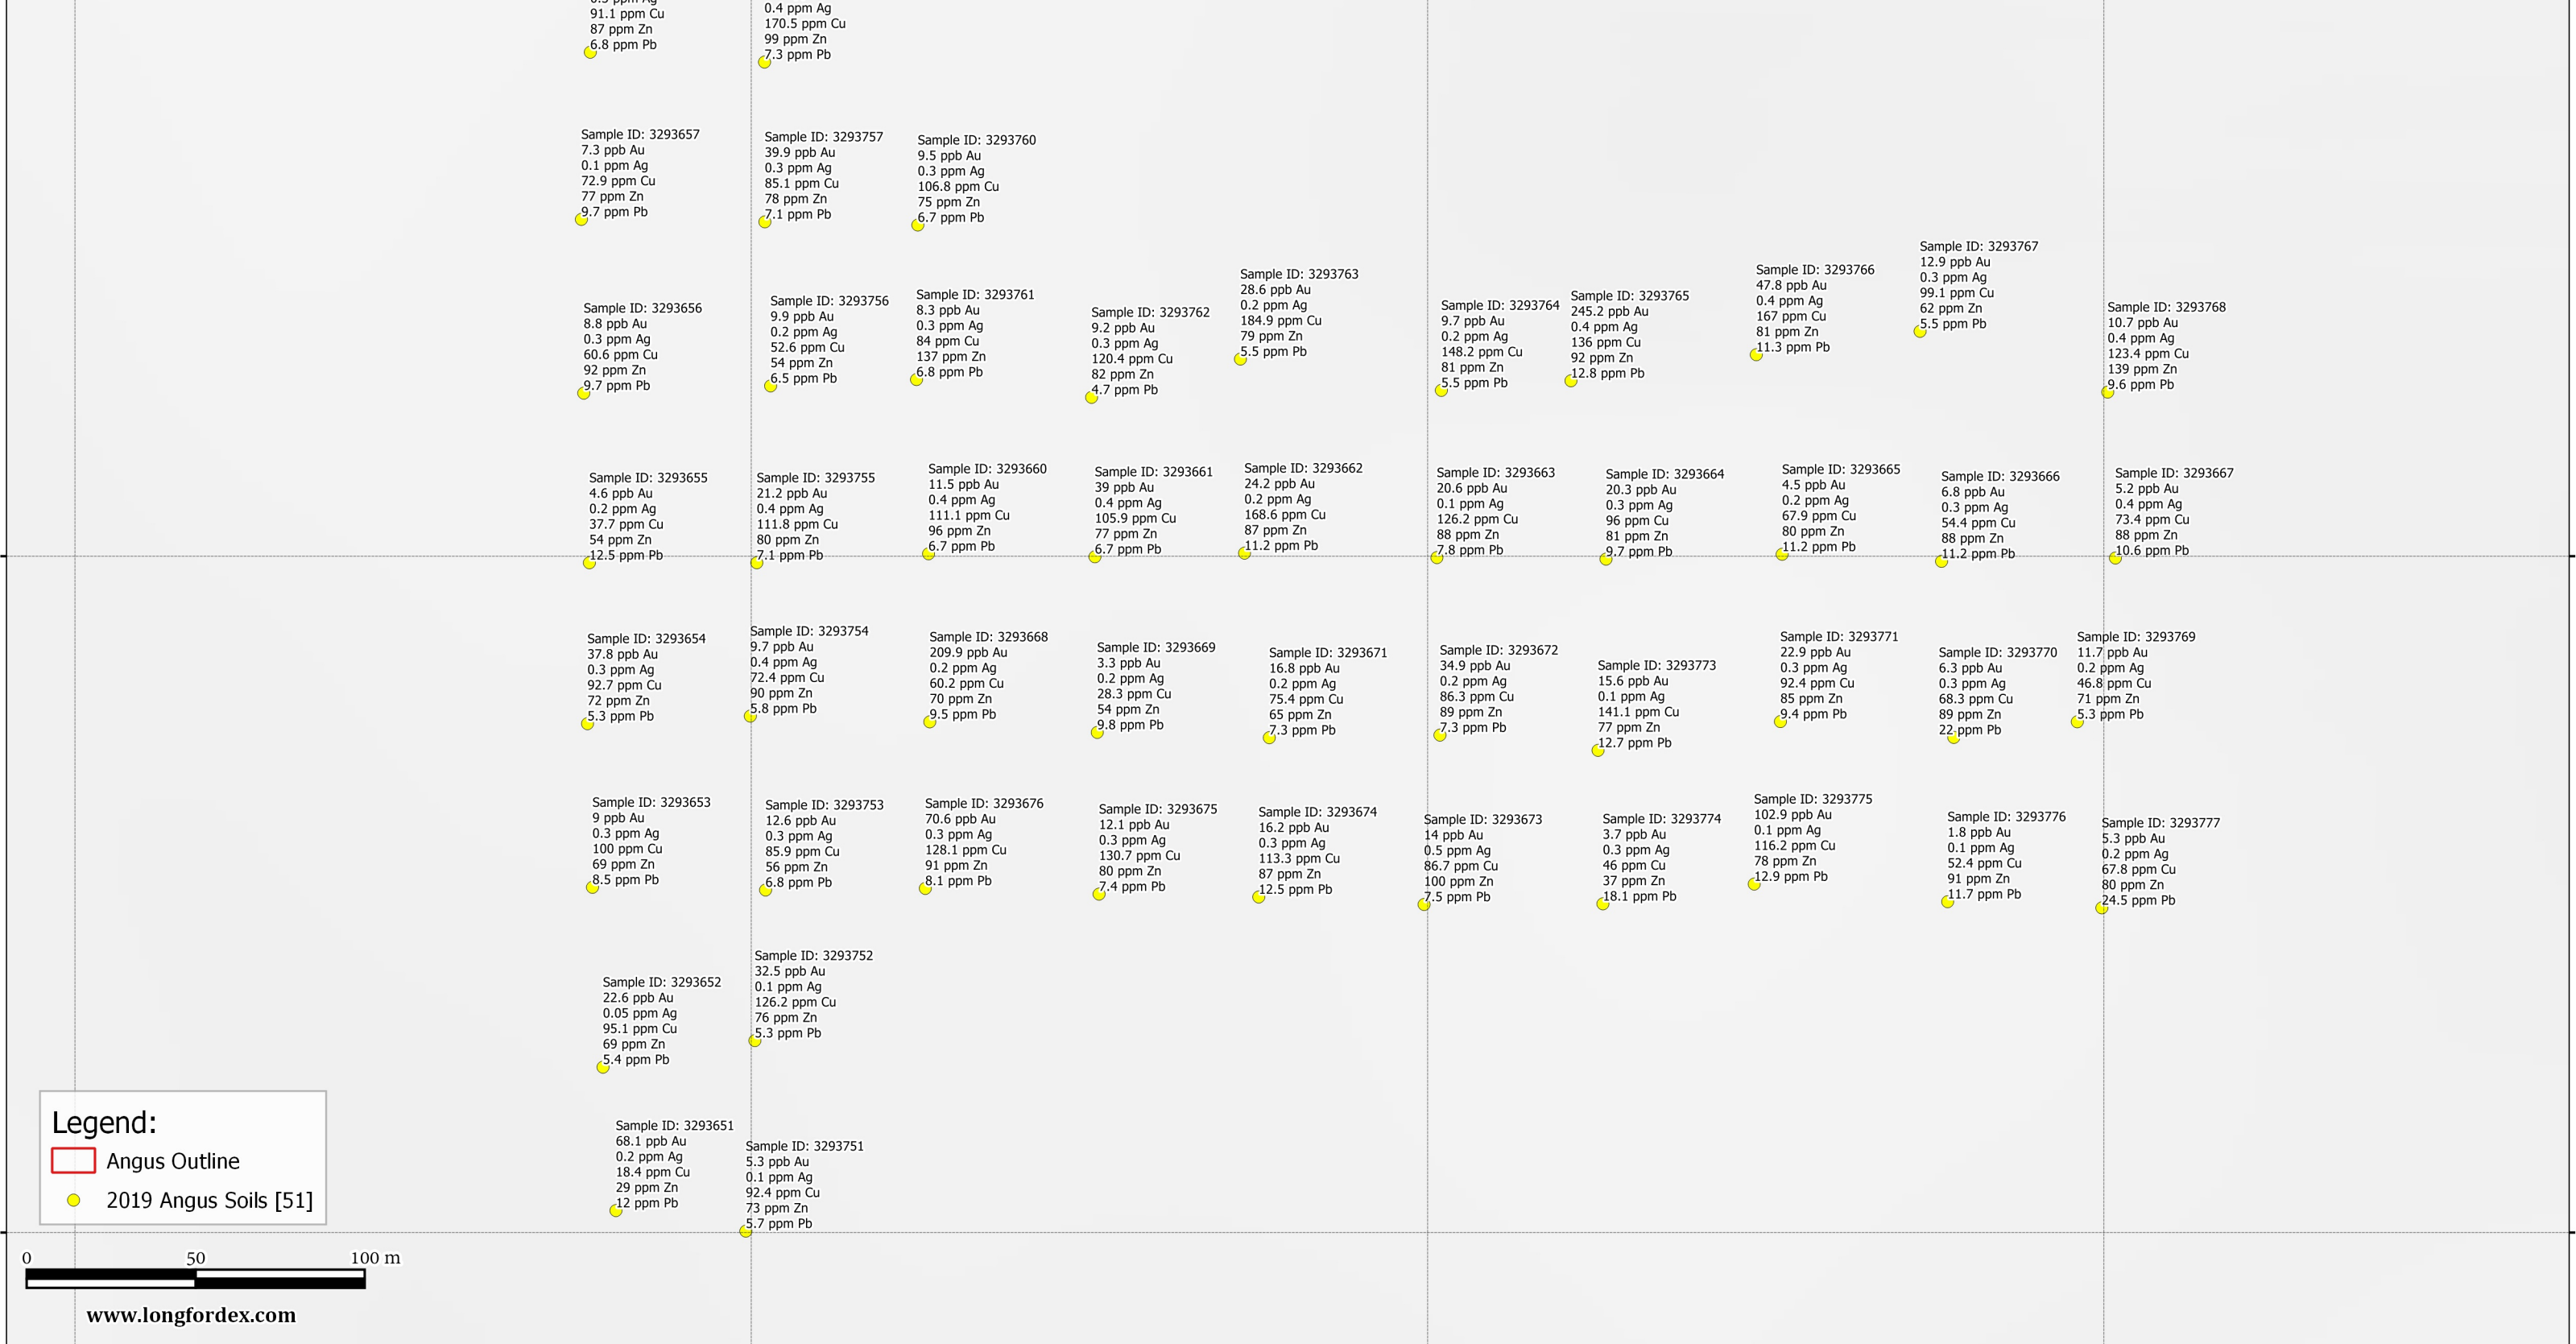 91.1 ppm Cu
87 ppm Zn
6.8 ppm Pb
0.4 ppm Ag
170.5 ppm Cu
99 ppm Zn
7.3 ppm Pb
Sample ID: 3293657
7.3 ppb Au
0.1 ppm Ag
72.9 ppm Cu
77 ppm Zn
9.7 ppm Pb
Sample ID: 3293757
39.9 ppb Au
0.3 ppm Ag
85.1 ppm Cu
78 ppm Zn
7.1 ppm Pb
Sample ID: 3293760
9.5 ppb Au
0.3 ppm Ag
106.8 ppm Cu
75 ppm Zn
6.7 ppm Pb
Sample ID: 3293656
8.8 ppb Au
0.3 ppm Ag
60.6 ppm Cu
92 ppm Zn
9.7 ppm Pb
Sample ID: 3293756
9.9 ppb Au
0.2 ppm Ag
52.6 ppm Cu
54 ppm Zn
6.5 ppm Pb
Sample ID: 3293761
8.3 ppb Au
0.3 ppm Ag
84 ppm Cu
137 ppm Zn
6.8 ppm Pb
Sample ID: 3293762
9.2 ppb Au
0.3 ppm Ag
120.4 ppm Cu
82 ppm Zn
4.7 ppm Pb
Sample ID: 3293763
28.6 ppb Au
0.2 ppm Ag
184.9 ppm Cu
79 ppm Zn
5.5 ppm Pb
Sample ID: 3293764
9.7 ppb Au
0.2 ppm Ag
148.2 ppm Cu
81 ppm Zn
5.5 ppm Pb
Sample ID: 3293765
245.2 ppb Au
0.4 ppm Ag
136 ppm Cu
92 ppm Zn
12.8 ppm Pb
Sample ID: 3293766
47.8 ppb Au
0.4 ppm Ag
167 ppm Cu
81 ppm Zn
11.3 ppm Pb
Sample ID: 3293767
12.9 ppb Au
0.3 ppm Ag
99.1 ppm Cu
62 ppm Zn
5.5 ppm Pb
Sample ID: 3293768
10.7 ppb Au
0.4 ppm Ag
123.4 ppm Cu
139 ppm Zn
9.6 ppm Pb
Sample ID: 3293655
4.6 ppb Au
0.2 ppm Ag
37.7 ppm Cu
54 ppm Zn
12.5 ppm Pb
Sample ID: 3293755
21.2 ppb Au
0.4 ppm Ag
111.8 ppm Cu
80 ppm Zn
7.1 ppm Pb
Sample ID: 3293660
11.5 ppb Au
0.4 ppm Ag
111.1 ppm Cu
96 ppm Zn
6.7 ppm Pb
Sample ID: 3293661
39 ppb Au
0.4 ppm Ag
105.9 ppm Cu
77 ppm Zn
6.7 ppm Pb
Sample ID: 3293662
24.2 ppb Au
0.2 ppm Ag
168.6 ppm Cu
87 ppm Zn
11.2 ppm Pb
Sample ID: 3293663
20.6 ppb Au
0.1 ppm Ag
126.2 ppm Cu
88 ppm Zn
7.8 ppm Pb
Sample ID: 3293664
20.3 ppb Au
0.3 ppm Ag
96 ppm Cu
81 ppm Zn
9.7 ppm Pb
Sample ID: 3293665
4.5 ppb Au
0.2 ppm Ag
67.9 ppm Cu
80 ppm Zn
11.2 ppm Pb
Sample ID: 3293666
6.8 ppb Au
0.3 ppm Ag
54.4 ppm Cu
88 ppm Zn
11.2 ppm Pb
Sample ID: 3293667
5.2 ppb Au
0.4 ppm Ag
73.4 ppm Cu
88 ppm Zn
10.6 ppm Pb
Sample ID: 3293654
37.8 ppb Au
0.3 ppm Ag
92.7 ppm Cu
72 ppm Zn
5.3 ppm Pb
Sample ID: 3293754
9.7 ppb Au
0.4 ppm Ag
72.4 ppm Cu
90 ppm Zn
5.8 ppm Pb
Sample ID: 3293668
209.9 ppb Au
0.2 ppm Ag
60.2 ppm Cu
70 ppm Zn
9.5 ppm Pb
Sample ID: 3293669
3.3 ppb Au
0.2 ppm Ag
28.3 ppm Cu
54 ppm Zn
9.8 ppm Pb
Sample ID: 3293671
16.8 ppb Au
0.2 ppm Ag
75.4 ppm Cu
65 ppm Zn
7.3 ppm Pb
Sample ID: 3293672
34.9 ppb Au
0.2 ppm Ag
86.3 ppm Cu
89 ppm Zn
7.3 ppm Pb
Sample ID: 3293773
15.6 ppb Au
0.1 ppm Ag
141.1 ppm Cu
77 ppm Zn
12.7 ppm Pb
Sample ID: 3293771
22.9 ppb Au
0.3 ppm Ag
92.4 ppm Cu
85 ppm Zn
9.4 ppm Pb
Sample ID: 3293770
6.3 ppb Au
0.3 ppm Ag
68.3 ppm Cu
89 ppm Zn
22 ppm Pb
Sample ID: 3293769
11.7 ppb Au
0.2 ppm Ag
46.8 ppm Cu
71 ppm Zn
5.3 ppm Pb
Sample ID: 3293653
9 ppb Au
0.3 ppm Ag
100 ppm Cu
69 ppm Zn
8.5 ppm Pb
Sample ID: 3293753
12.6 ppb Au
0.3 ppm Ag
85.9 ppm Cu
56 ppm Zn
6.8 ppm Pb
Sample ID: 3293676
70.6 ppb Au
0.3 ppm Ag
128.1 ppm Cu
91 ppm Zn
8.1 ppm Pb
Sample ID: 3293675
12.1 ppb Au
0.3 ppm Ag
130.7 ppm Cu
80 ppm Zn
7.4 ppm Pb
Sample ID: 3293674
16.2 ppb Au
0.3 ppm Ag
113.3 ppm Cu
87 ppm Zn
12.5 ppm Pb
Sample ID: 3293673
14 ppb Au
0.5 ppm Ag
86.7 ppm Cu
100 ppm Zn
7.5 ppm Pb
Sample ID: 3293774
3.7 ppb Au
0.3 ppm Ag
46 ppm Cu
37 ppm Zn
18.1 ppm Pb
Sample ID: 3293775
102.9 ppb Au
0.1 ppm Ag
116.2 ppm Cu
78 ppm Zn
12.9 ppm Pb
Sample ID: 3293776
1.8 ppb Au
0.1 ppm Ag
52.4 ppm Cu
91 ppm Zn
11.7 ppm Pb
Sample ID: 3293777
5.3 ppb Au
0.2 ppm Ag
67.8 ppm Cu
80 ppm Zn
24.5 ppm Pb
Sample ID: 3293652
22.6 ppb Au
0.05 ppm Ag
95.1 ppm Cu
69 ppm Zn
5.4 ppm Pb
Sample ID: 3293752
32.5 ppb Au
0.1 ppm Ag
126.2 ppm Cu
76 ppm Zn
5.3 ppm Pb
Sample ID: 3293651
68.1 ppb Au
0.2 ppm Ag
18.4 ppm Cu
29 ppm Zn
12 ppm Pb
Sample ID: 3293751
5.3 ppb Au
0.1 ppm Ag
92.4 ppm Cu
73 ppm Zn
5.7 ppm Pb
Legend:
Angus Outline
2019 Angus Soils [51]
0 50 100 m
www.longfordex.com